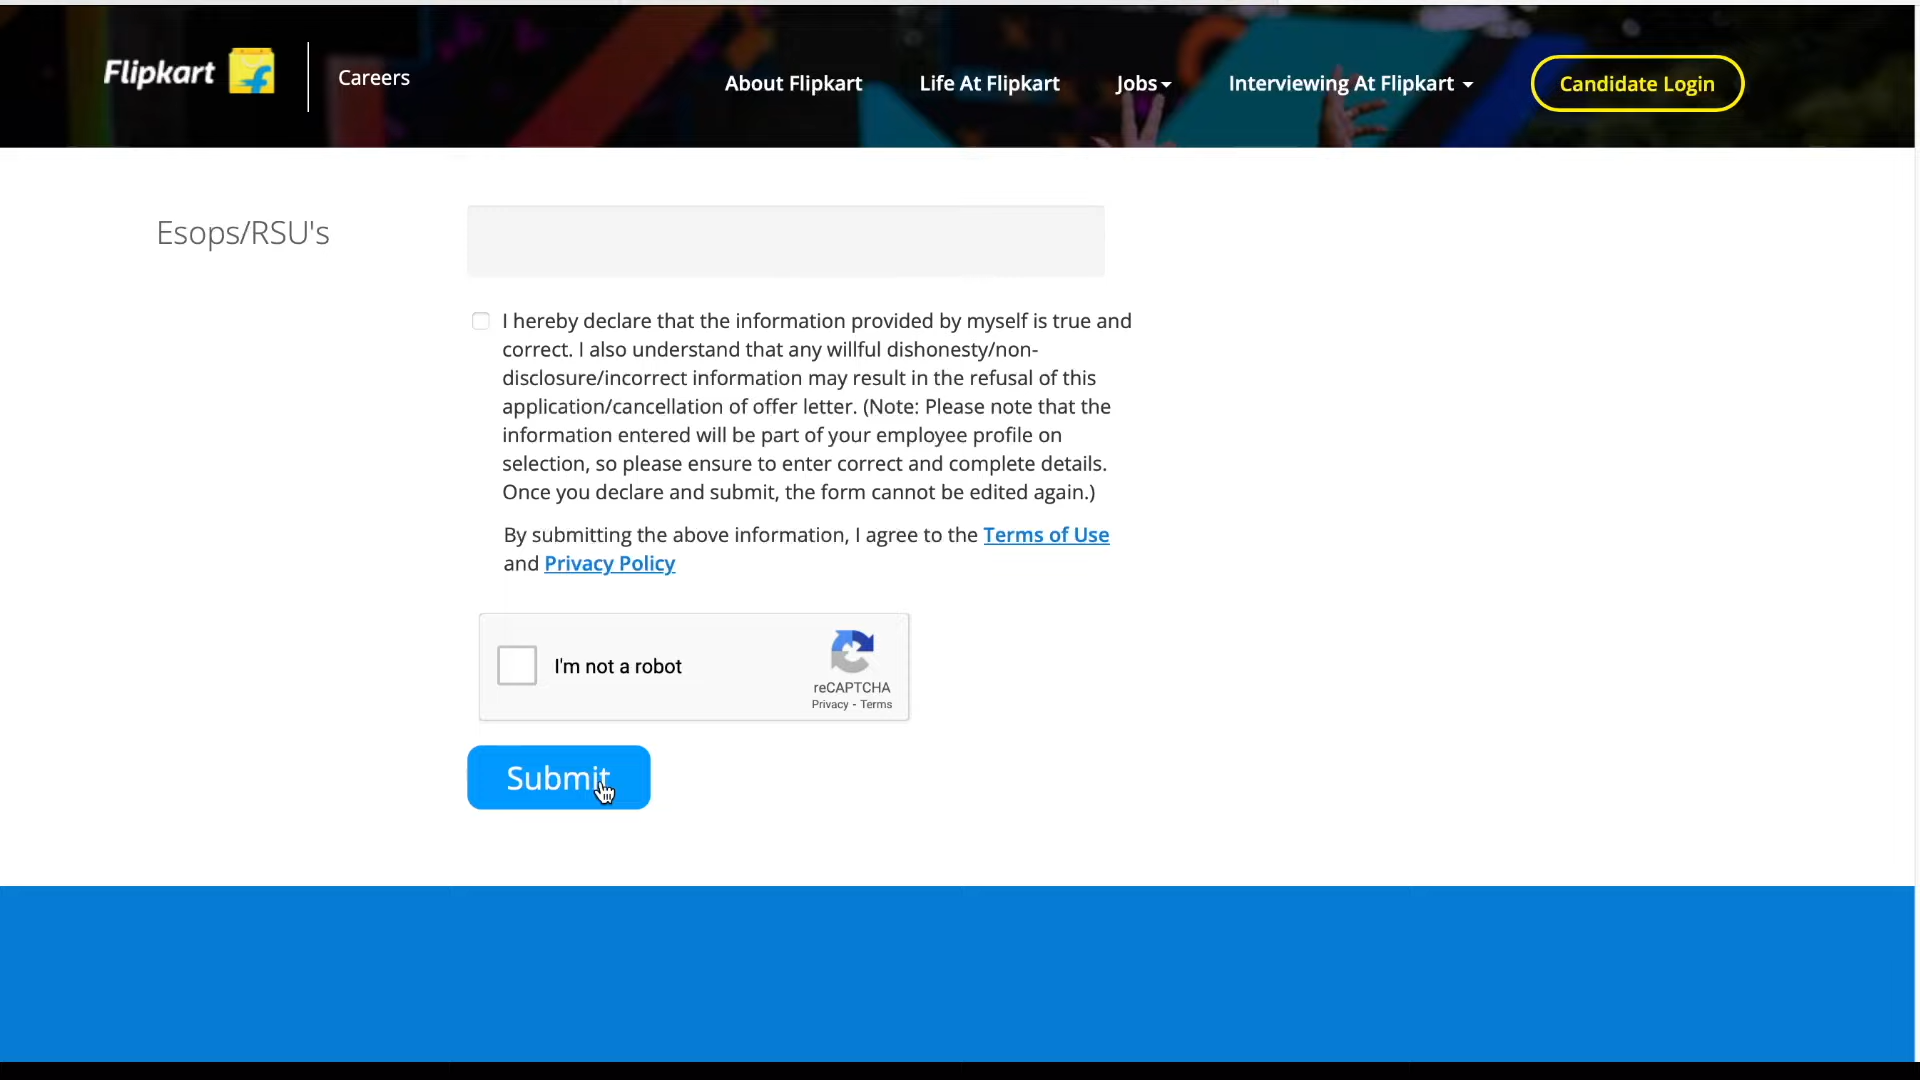 Flipkart
Careers
About Flipkart
Life At Flipkart
Jobs
Interviewing At Flipkart
Candidate Login
Esops/RSU's
I hereby declare that the information provided by myself is true and
correct. I also understand that any willful dishonesty/non-
disclosure/incorrect information may result in the refusal of this
application/cancellation of offer letter. (Note: Please note that the
information entered will be part of your employee profile on
selection, so please ensure to enter correct and complete details.
Once you declare and submit, the form cannot be edited again.)
By submitting the above information, I agree to the Terms of Use
and Privacy Policy
I'm not a robot
reCAPTCHA
Privacy - Terms
Submit